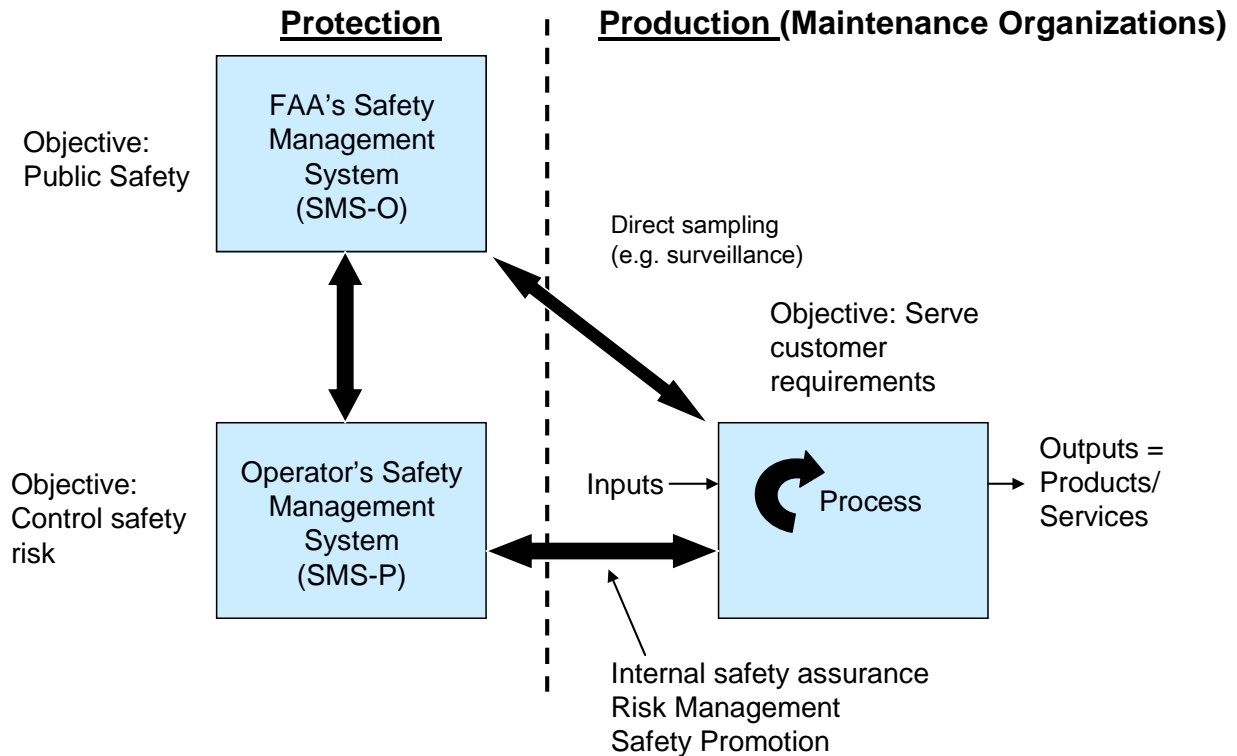 Protection
Production (Maintenance Organizations)
FAA’s Safety
Management
System
(SMS-O)
Objective:
Public Safety
Direct sampling
(e.g. surveillance)
Objective: Serve
customer
requirements
Operator’s Safety
Management
System
(SMS-P)
Objective:
Control safety
risk
Inputs
Process
Outputs =
Products/
Services
Internal safety assurance
Risk Management
Safety Promotion